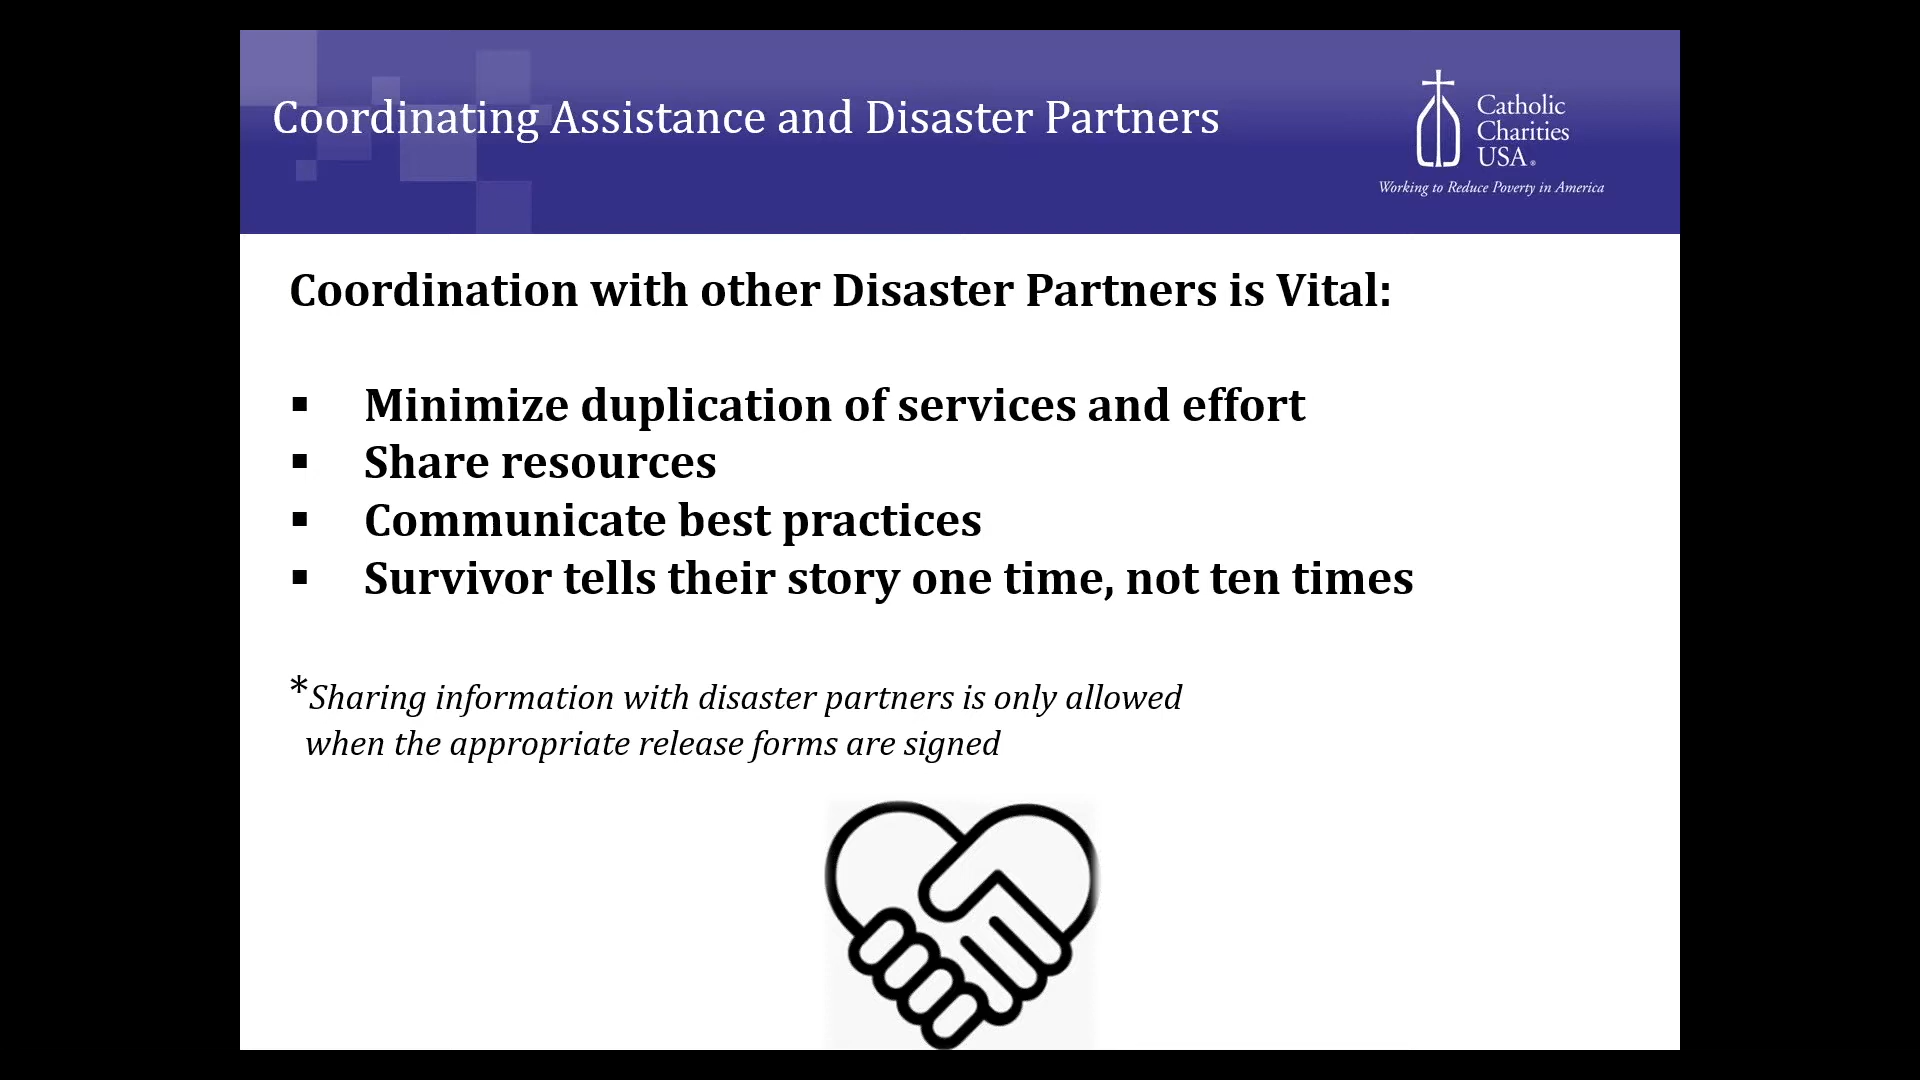 Coordinating Assistance and Disaster Partners
Catholic
Charities
USA®
Working to Reduce Poverty in America
Coordination with other Disaster Partners is Vital:
▪ Minimize duplication of services and effort
▪ Share resources
▪ Communicate best practices
▪ Survivor tells their story one time, not ten times
*Sharing information with disaster partners is only allowed
when the appropriate release forms are signed